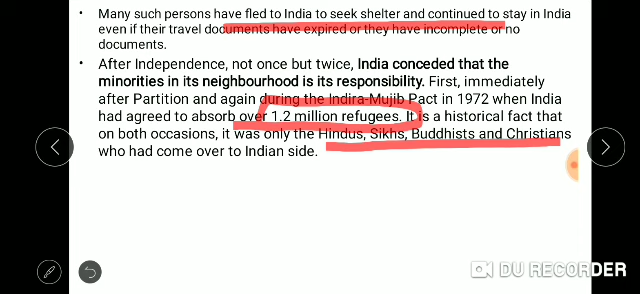 • Many such persons have fled to India to seek shelter and continued to stay in India
even if their travel documents have expired or they have incomplete or no
documents.
• After Independence, not once but twice, India conceded that the
minorities in its neighbourhood is its responsibility. First, immediately
after Partition and again during the Indira-Mujib Pact in 1972 when India
had agreed to absorb over 1.2 million refugees. It is a historical fact that
on both occasions, it was only the Hindus, Sikhs, Buddhists and Christians
who had come over to Indian side.
DU RECORDER